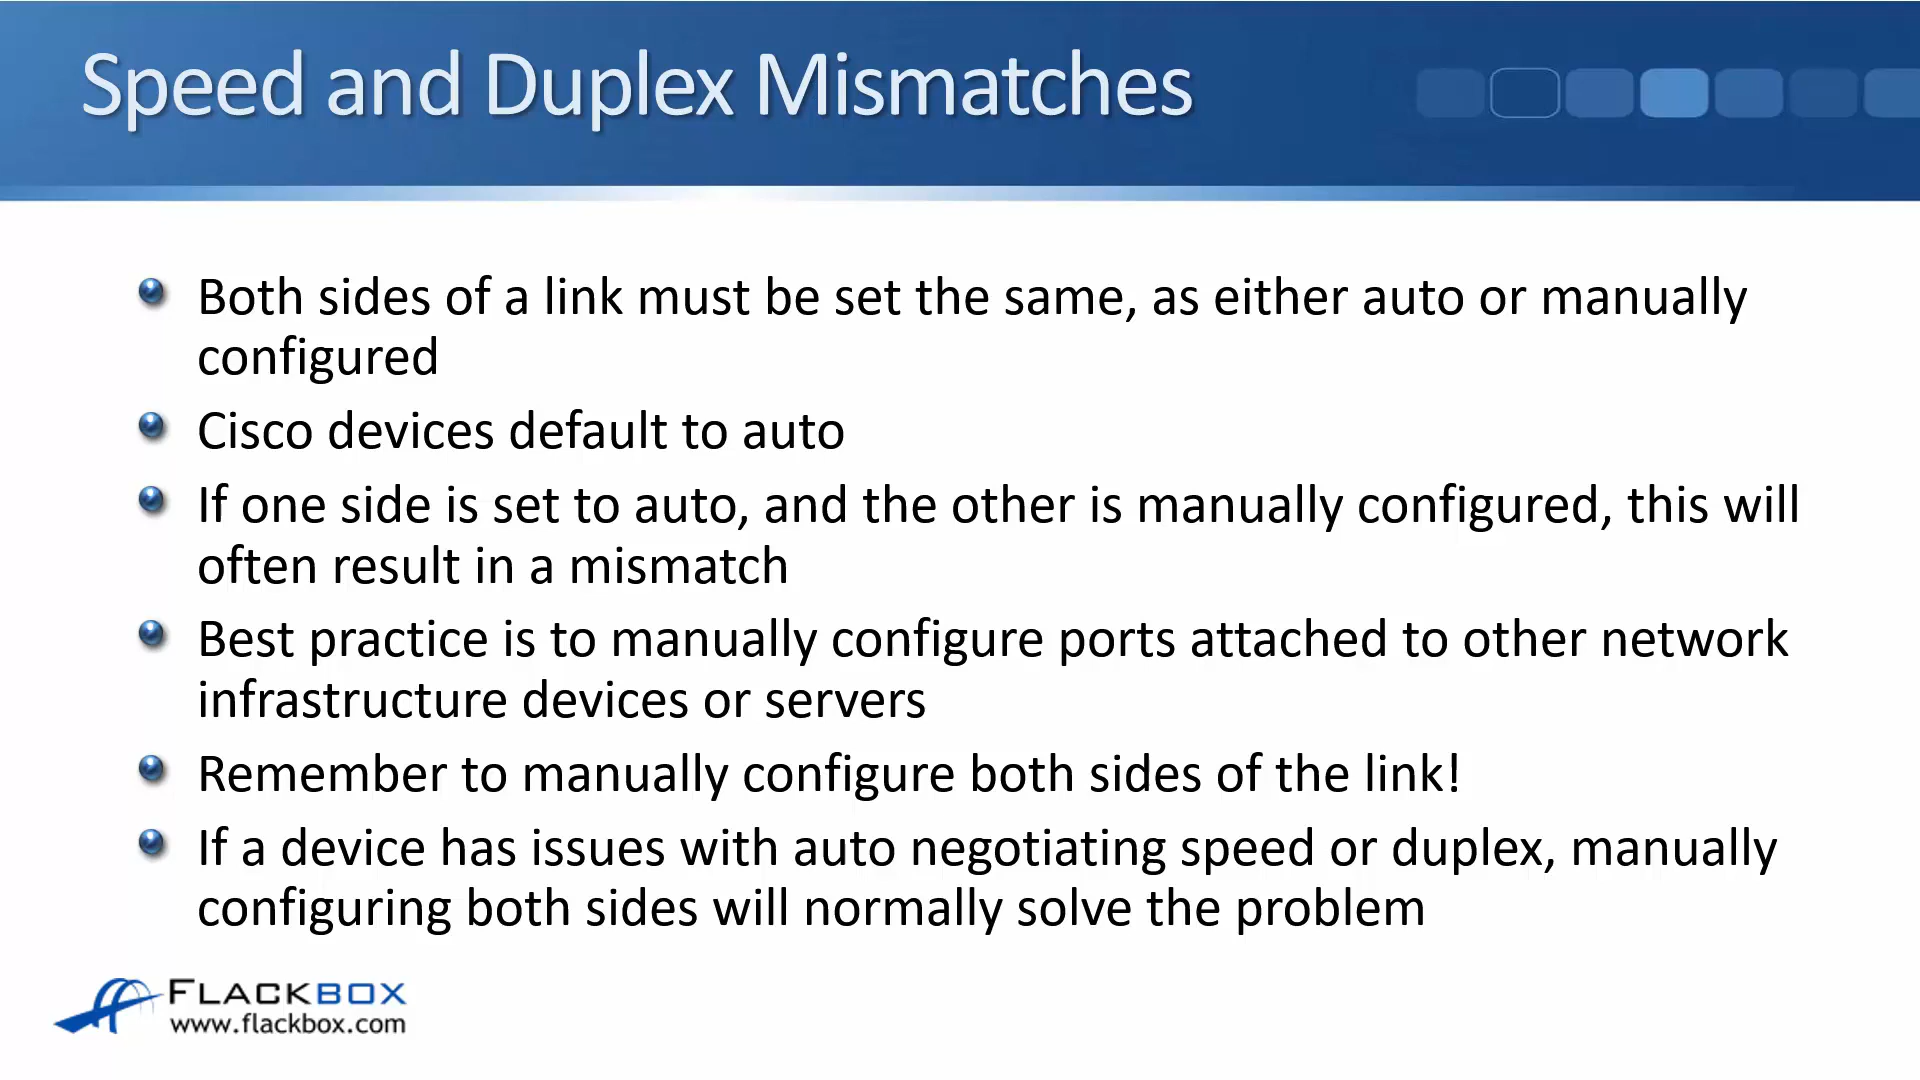 Speed and Duplex Mismatches
Both sides of a link must be set the same, as either auto or manually
configured
Cisco devices default to auto
If one side is set to auto, and the other is manually configured, this will
often result in a mismatch
Best practice is to manually configure ports attached to other network
infrastructure devices or servers
Remember to manually configure both sides of the link!
If a device has issues with auto negotiating speed or duplex, manually
configuring both sides will normally solve the problem
FLACKBOX
www.flackbox.com